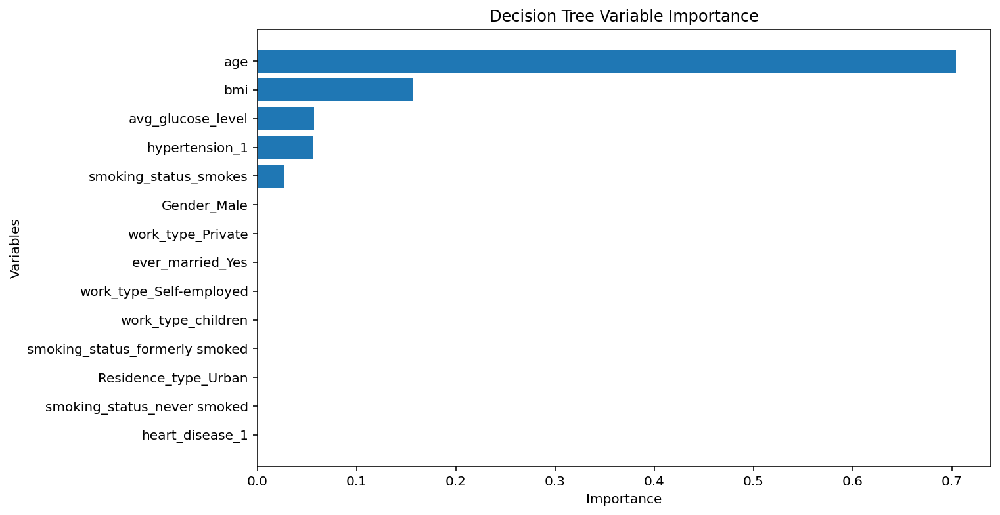 Decision Tree Variable Importance
age
bmi
avg_glucose_level
hypertension_1
smoking_status_smokes
Gender_Male
work_type_Private
ever_married_Yes
work_type_Self-employed
work_type_children
smoking_status_formerly smoked
Residence_type_Urban
smoking_status_never smoked
heart_disease_1
Variables
0.0 0.1 0.2 0.3 0.4 0.5 0.6 0.7
Importance